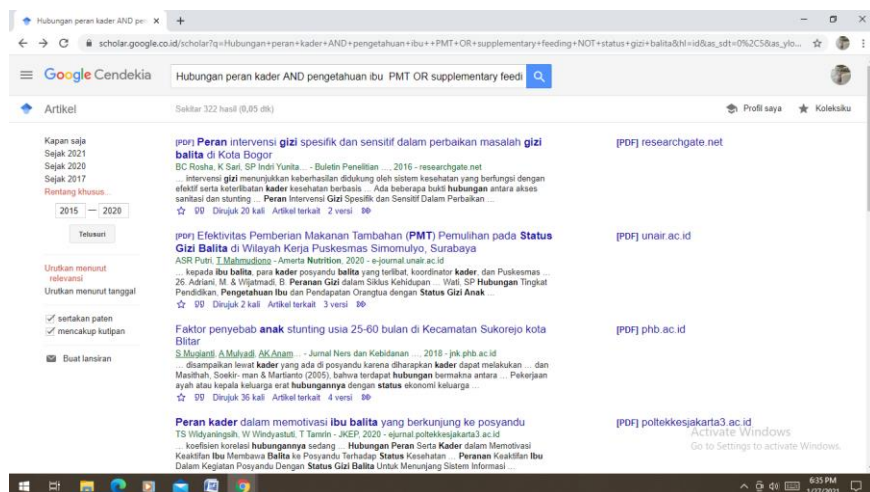 Hubungan peran kader AND per
scholar.google.co.id/scholar?q=Hubungan+peran+kader+AND+pengetahuan+ibu++PMT+OR+supplementary+feeding+NOT+status+gizi+balita&hl=id&as_sdt=0%2C5&as_ylo...
Google Cendekia
Hubungan peran kader AND pengetahuan ibu PMT OR supplementary feedi
Artikel
Sekitar 322 hasil (0,05 dtk)
Profil saya
Koleksiku
Kapan saja
Sejak 2021
Sejak 2020
Sejak 2017
Rentang khusus...
2015 — 2020
Telusuri
Urutkan menurut
relevansi
Urutkan menurut tanggal
sertakan paten
mencakup kutipan
Buat lansiran
[PDF] Peran intervensi gizi spesifik dan sensitif dalam perbaikan masalah gizi
balita di Kota Bogor
BC Rosha, K Sari, SP Indri Yunita... - Buletin Penelitian ..., 2016 - researchgate.net
... intervensi gizi menunjukkan keberhasilan didukung oleh sistem kesehatan yang berfungsi dengan
efektif serta keterlibatan kader kesehatan berbasis ... Ada beberapa bukti hubungan antara akses
sanitasi dan stunting ... Peran Intervensi Gizi Spesifik dan Sensitif Dalam Perbaikan ...
Dirujuk 20 kali Artikel terkait 2 versi
[PDF] researchgate.net
[PDF] Efektivitas Pemberian Makanan Tambahan (PMT) Pemulihan pada Status
Gizi Balita di Wilayah Kerja Puskesmas Simomulyo, Surabaya
ASR Putri, T Mahmudiono - Amerta Nutrition, 2020 - e-journal.unair.ac.id
... kepada ibu balita, para kader posyandu balita yang terlibat, koordinator kader, dan Puskesmas ...
26. Adriani, M. & Wijatmadi, B. Peranan Gizi dalam Siklus Kehidupan ... Wati, SP Hubungan Tingkat
Pendidikan, Pengetahuan Ibu dan Pendapatan Orangtua dengan Status Gizi Anak ...
Dirujuk 2 kali Artikel terkait 3 versi
[PDF] unair.ac.id
Faktor penyebab anak stunting usia 25-60 bulan di Kecamatan Sukorejo kota
Blitar
S Mugianti, A Mulyadi, AK Anam... - Jurnal Ners dan Kebidanan ..., 2018 - jnk.phb.ac.id
... disampaikan lewat kader yang ada di posyandu karena diharapkan kader dapat melakukan ... dan
Masithah, Soekir- man & Martianto (2005), bahwa terdapat hubungan bermakna antara ... Pekerjaan
ayah atau kepala keluarga erat hubungannya dengan status ekonomi keluarga ...
Dirujuk 36 kali Artikel terkait 4 versi
[PDF] phb.ac.id
Peran kader dalam memotivasi ibu balita yang berkunjung ke posyandu
TS Widyaningsih, W Windyastuti, T Tamrin - JKEP, 2020 - ejurnal.poltekkesjakarta3.ac.id
... koefisien korelasi hubungannya sedang ... Hubungan Peran Serta Kader dalam Memotivasi
Keaktifan Ibu Membawa Balita ke Posyandu Terhadap Status Kesehatan ... Peranan Keaktifan Ibu
Dalam Kegiatan Posyandu Dengan Status Gizi Balita Untuk Menunjang Sistem Informasi ...
[PDF] poltekkesjakarta3.ac.id
Activate Windows
Go to Settings to activate Windows.
6:35 PM
1/27/2021